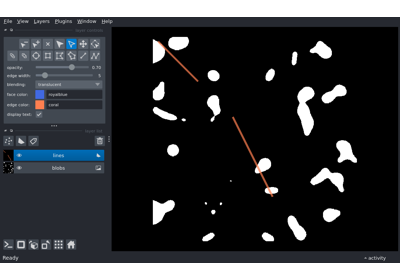 File View Layers Plugins Window Help
opacity: 0.70
edge width: 5
blending: translucent
face color: royalblue
edge color: coral
display text: ✓
lines
blobs
Ready
activity